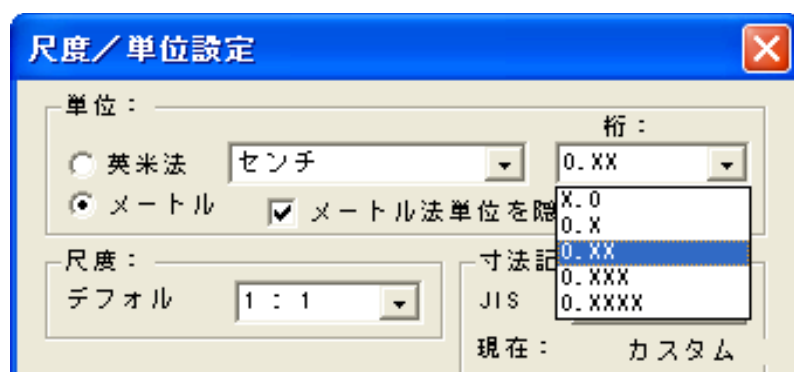 尺度／単位設定
単位：
桁：
英米法
センチ
0.XX
メートル
メートル法単位を隠
X.0
0.X
0.XX
0.XXX
0.XXXX
尺度：
デフォル
1：1
寸法記
JIS
現在：
カスタム